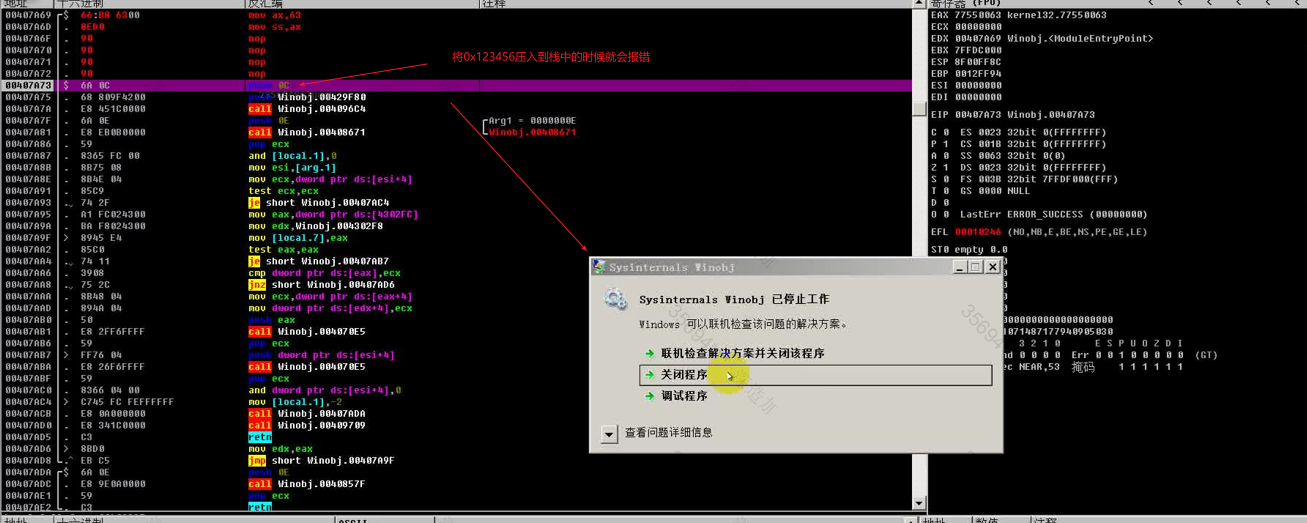 地址 十六进制 反汇编 注释
00407A69 $ 66:B8 6300 mov ax,63
00407A6D . 8ED0 mov ss,ax
00407A6F 90 nop
00407A70 90 nop
00407A71 90 nop
00407A72 90 nop
将0x123456压入到栈中的时候就会报错
00407A73 $ 6A 0C 0C
00407A75 . 68 809F4200 Winobj.00429F80
00407A7A . E8 451C0000 call Winobj.004096C4
00407A7F . 6A 0E push 0E Arg1 = 0000000E
00407A81 . E8 EB0B0000 call Winobj.00408671 Winobj.00408671
00407A86 . 59 pop ecx
00407A87 . 8365 FC 00 and [local.1],0
00407A8B . 8B75 08 mov esi,[arg.1]
00407A8E . 8B4E 04 mov ecx,dword ptr ds:[esi+4]
00407A91 . 85C9 test ecx,ecx
00407A93 . 74 2F je short Winobj.00407AC4
00407A95 . A1 FC024300 mov eax,dword ptr ds:[4302FC]
00407A9A . BA F8024300 mov edx,Winobj.004302F8
00407A9F > 8945 E4 mov [local.7],eax
00407AA2 . 85C0 test eax,eax
00407AA4 . 74 11 je short Winobj.00407AB7
00407AA6 . 3908 cmp dword ptr ds:[eax],ecx
00407AA8 . 75 2C jnz short Winobj.00407AD6
00407AAA . 8B48 04 mov ecx,dword ptr ds:[eax+4]
00407AAD . 894A 04 mov dword ptr ds:[edx+4],ecx
00407AB0 . 50 push eax
00407AB1 . E8 2FF6FFFF call Winobj.004070E5
00407AB6 . 59 pop ecx
00407AB7 > FF76 04 push dword ptr ds:[esi+4]
00407ABA . E8 26F6FFFF call Winobj.004070E5
00407ABF . 59 pop ecx
00407AC0 . 8366 04 00 and dword ptr ds:[esi+4],0
00407AC4 > C745 FC FEFFFFFF mov [local.1],-2
00407ACB . E8 0A000000 call Winobj.00407ADA
00407AD0 . E8 341C0000 call Winobj.00409709
00407AD5 . C3 retn
00407AD6 > 8BD0 mov edx,eax
00407AD8 . EB C5 jmp short Winobj.00407A9F
00407ADA $ 6A 0E push 0E
00407ADC . E8 9E0A0000 call Winobj.0040857F
00407AE1 . 59 pop ecx
00407AE2 . C3 retn
地址 十六进制 ASCII 地址 数值 注释
寄存器 (FPU)
EAX 77550063 kernel32.77550063
ECX 00000000
EDX 00407A69 Winobj.<ModuleEntryPoint>
EBX 7FFDC000
ESP 8F00FF8C
EBP 0012FF94
ESI 00000000
EDI 00000000
EIP 00407A73 Winobj.00407A73
C 0 ES 0023 32bit 0(FFFFFFFF)
P 1 CS 001B 32bit 0(FFFFFFFF)
A 0 SS 0063 32bit 0(0)
Z 1 DS 0023 32bit 0(FFFFFFFF)
S 0 FS 003B 32bit 7FFDF000(FFF)
T 0 GS 0000 NULL
D 0
O 0 LastErr ERROR_SUCCESS (00000000)
EFL 00010246 (NO,NB,E,BE,NS,PE,GE,LE)
ST0 empty 0.0
3 2 1 0 E S P U O Z D I
0 0 0 0 Err 0 0 1 0 0 0 0 0 (GT)
NEAR,53 掩码 1 1 1 1 1 1
Sysinternals Winobj
Sysinternals Winobj 已停止工作
Windows 可以联机检查该问题的解决方案。
联机检查解决方案并关闭该程序
关闭程序
调试程序
查看问题详细信息